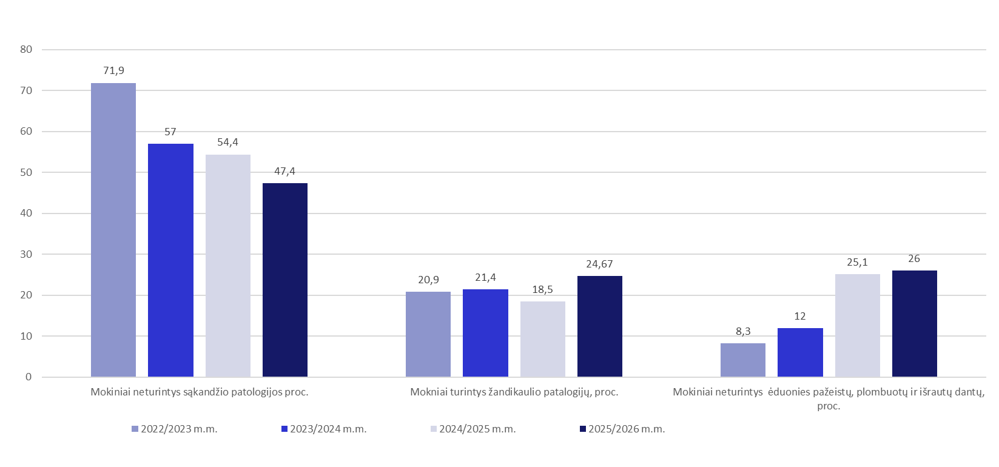 80
70
60
50
40
30
20
10
0
71,9
57
54,4
47,4
20,9
21,4
18,5
24,67
8,3
12
25,1
26
Mokiniai neturintys sąkandžio patologijos proc.
Mokniai turintys žandikaulio patalogijų, proc.
Mokiniai neturintys ėduonies pažeistų, plombuotų ir išrautų dantų,
proc.
2022/2023 m.m.
2023/2024 m.m.
2024/2025 m.m.
2025/2026 m.m.